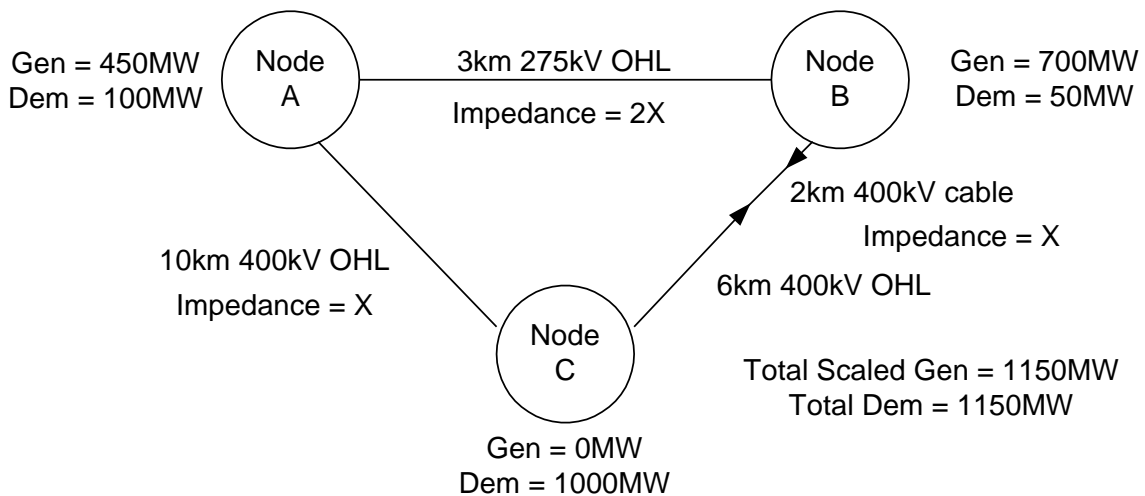 Gen = 450MW
Dem = 100MW
Node
A
3km 275kV OHL
Impedance = 2X
Node
B
Gen = 700MW
Dem = 50MW
2km 400kV cable
Impedance = X
10km 400kV OHL
Impedance = X
6km 400kV OHL
Node
C
Total Scaled Gen = 1150MW
Total Dem = 1150MW
Gen = 0MW
Dem = 1000MW